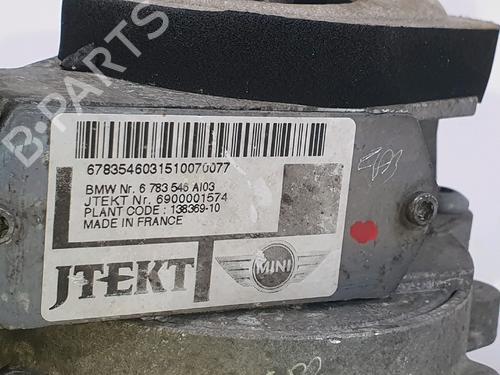 B-PARTS
6783546031510070077
BMW Nr. 6 783 546 AI03
JTEKT Nr. 6900001574
PLANT CODE : 138369-10
MADE IN FRANCE
JTEKT
MINI